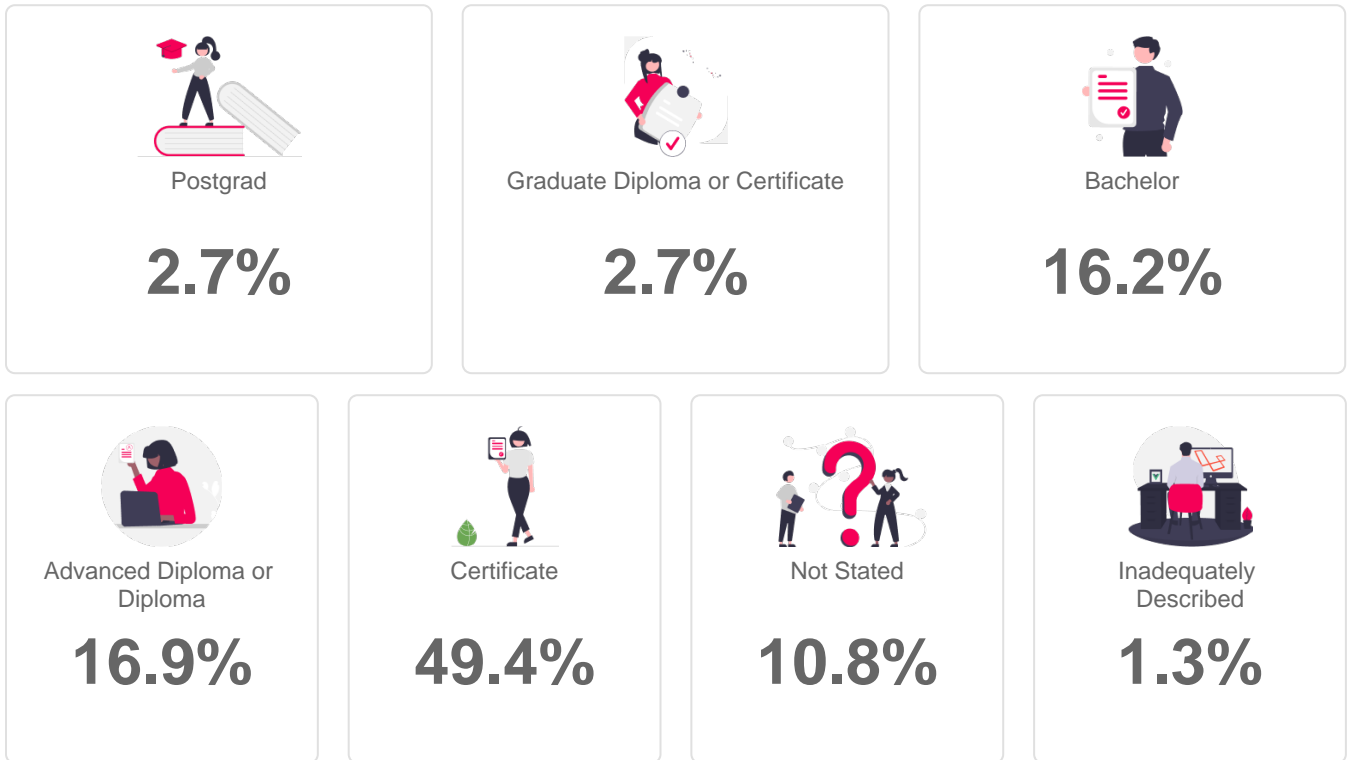 Postgrad
2.7%
Graduate Diploma or Certificate
2.7%
Bachelor
16.2%
Advanced Diploma or
Diploma
16.9%
Certificate
49.4%
Not Stated
10.8%
Inadequately
Described
1.3%